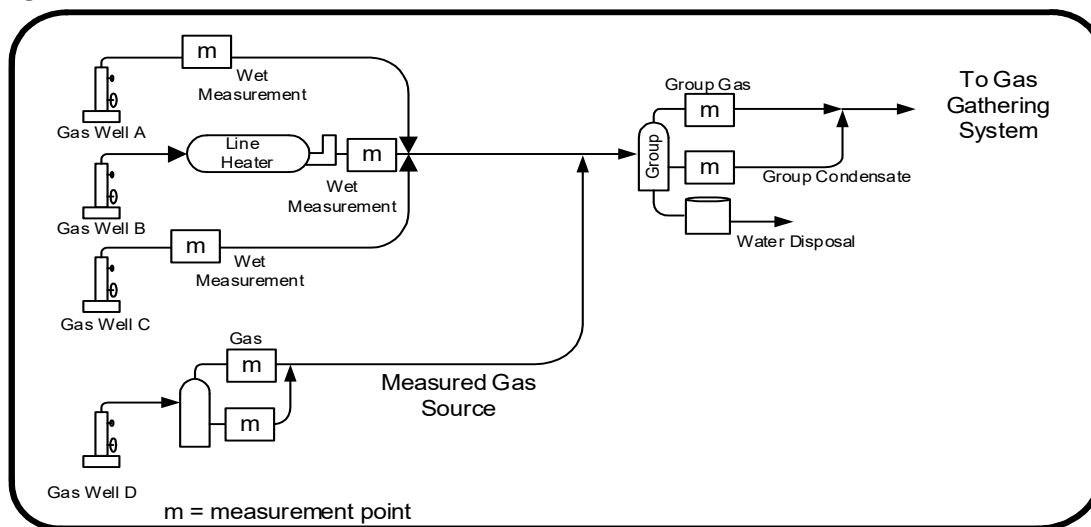 m
Wet
Measurement
Gas Well A
Line
Heater
m
Wet
Measurement
Gas Well B
m
Wet
Measurement
Gas Well C
Group Gas
m
Group
m
Group Condensate
Water Disposal
To Gas
Gathering
System
Gas
m
m
Measured Gas
Source
Gas Well D
m = measurement point